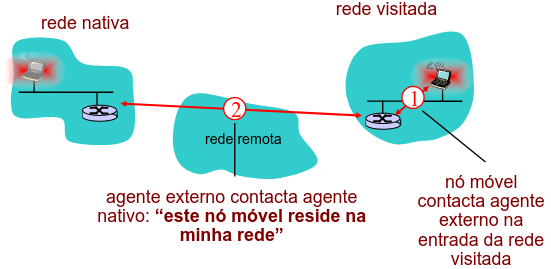 rede nativa
rede visitada
1
2
rede remota
agente externo contacta agente
nativo: “este nó móvel reside na
minha rede”
nó móvel
contacta agente
externo na
entrada da rede
visitada